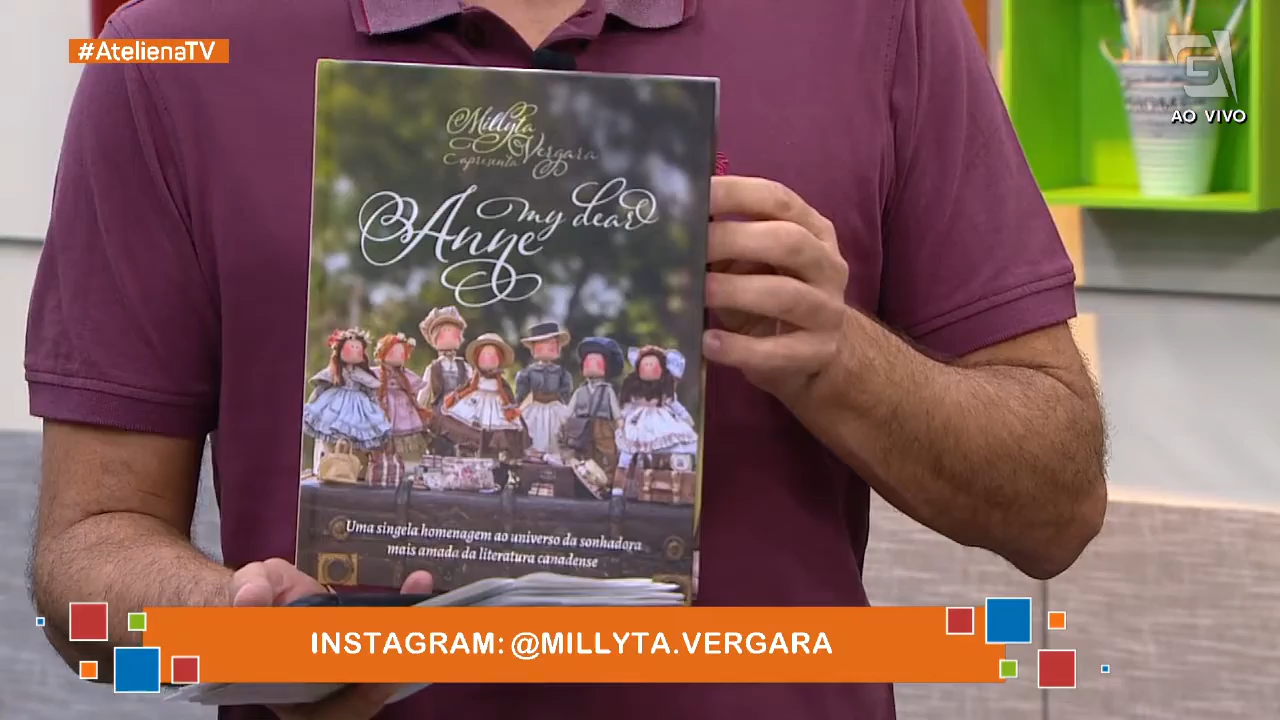 #AtelienaTV
AO VIVO
Millyta
Vergara
apresenta
Anne my dear
Uma singela homenagem ao universo da sonhadora
mais amada da literatura canadense
INSTAGRAM: @MILLYTA.VERGARA